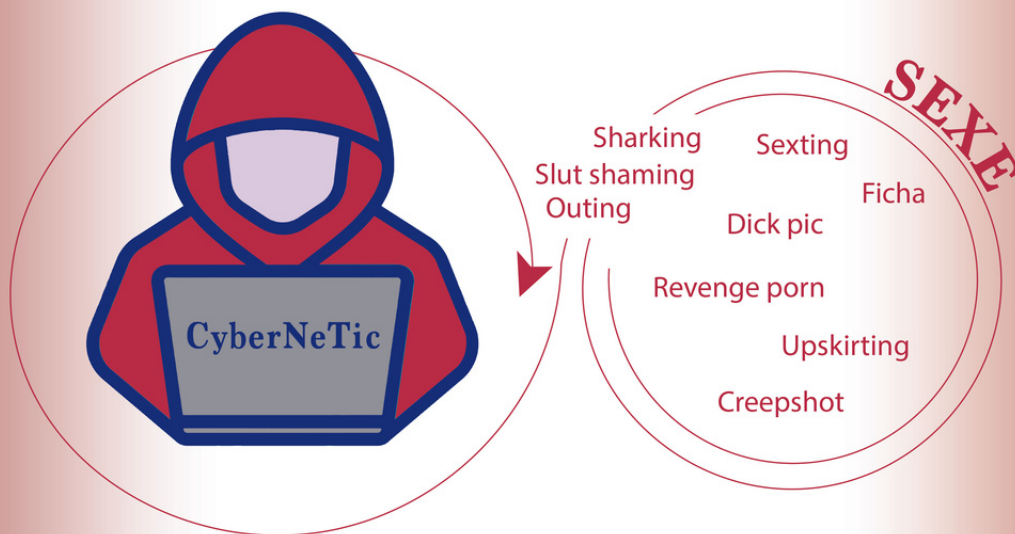 CyberNeTic
SEXE
Sharking
Sexting
Slut shaming
Ficha
Outing
Dick pic
Revenge porn
Upskirting
Creepshot